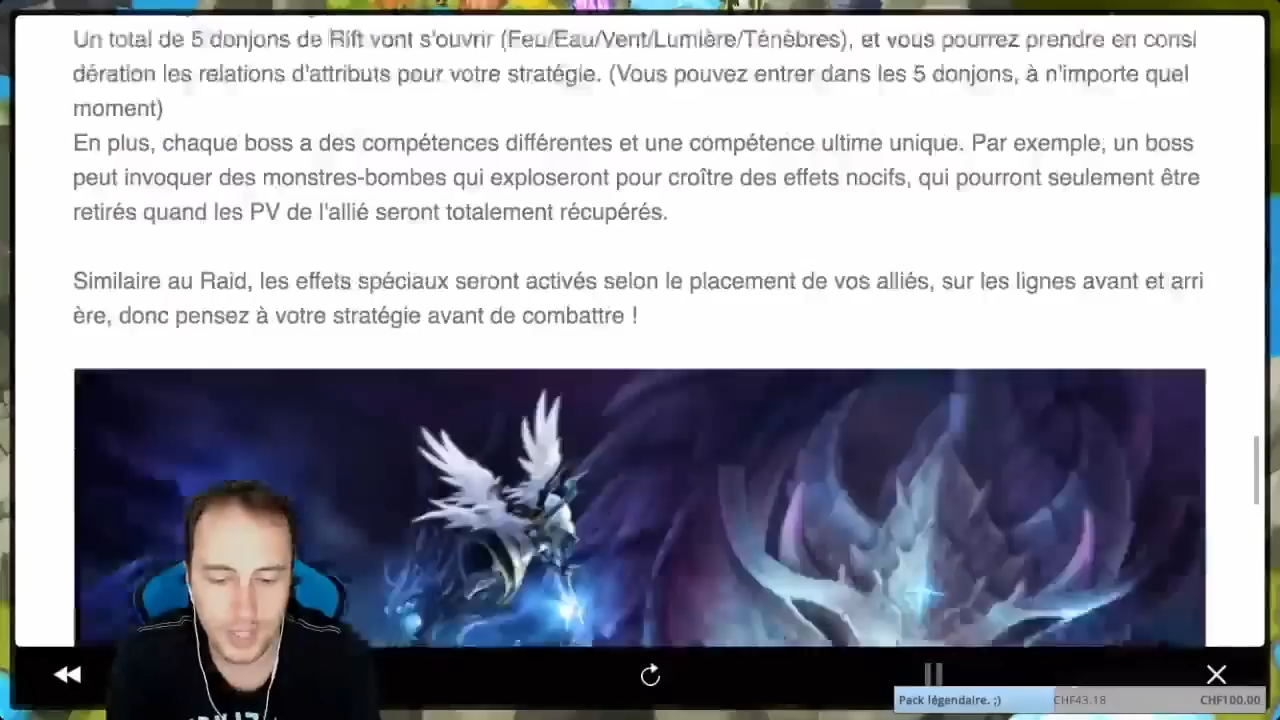 Un total de 5 donjons de Rift vont s'ouvrir (Feu/Eau/Vent/Lumière/Ténèbres), et vous pourrez prendre en consi
dération les relations d'attributs pour votre stratégie. (Vous pouvez entrer dans les 5 donjons, à n'importe quel
moment)
En plus, chaque boss a des compétences différentes et une compétence ultime unique. Par exemple, un boss
peut invoquer des monstres-bombes qui exploseront pour croître des effets nocifs, qui pourront seulement être
retirés quand les PV de l'allié seront totalement récupérés.
Similaire au Raid, les effets spéciaux seront activés selon le placement de vos alliés, sur les lignes avant et arri
ère, donc pensez à votre stratégie avant de combattre !
Pack légendaire. ;) CHF43.18 CHF100.00